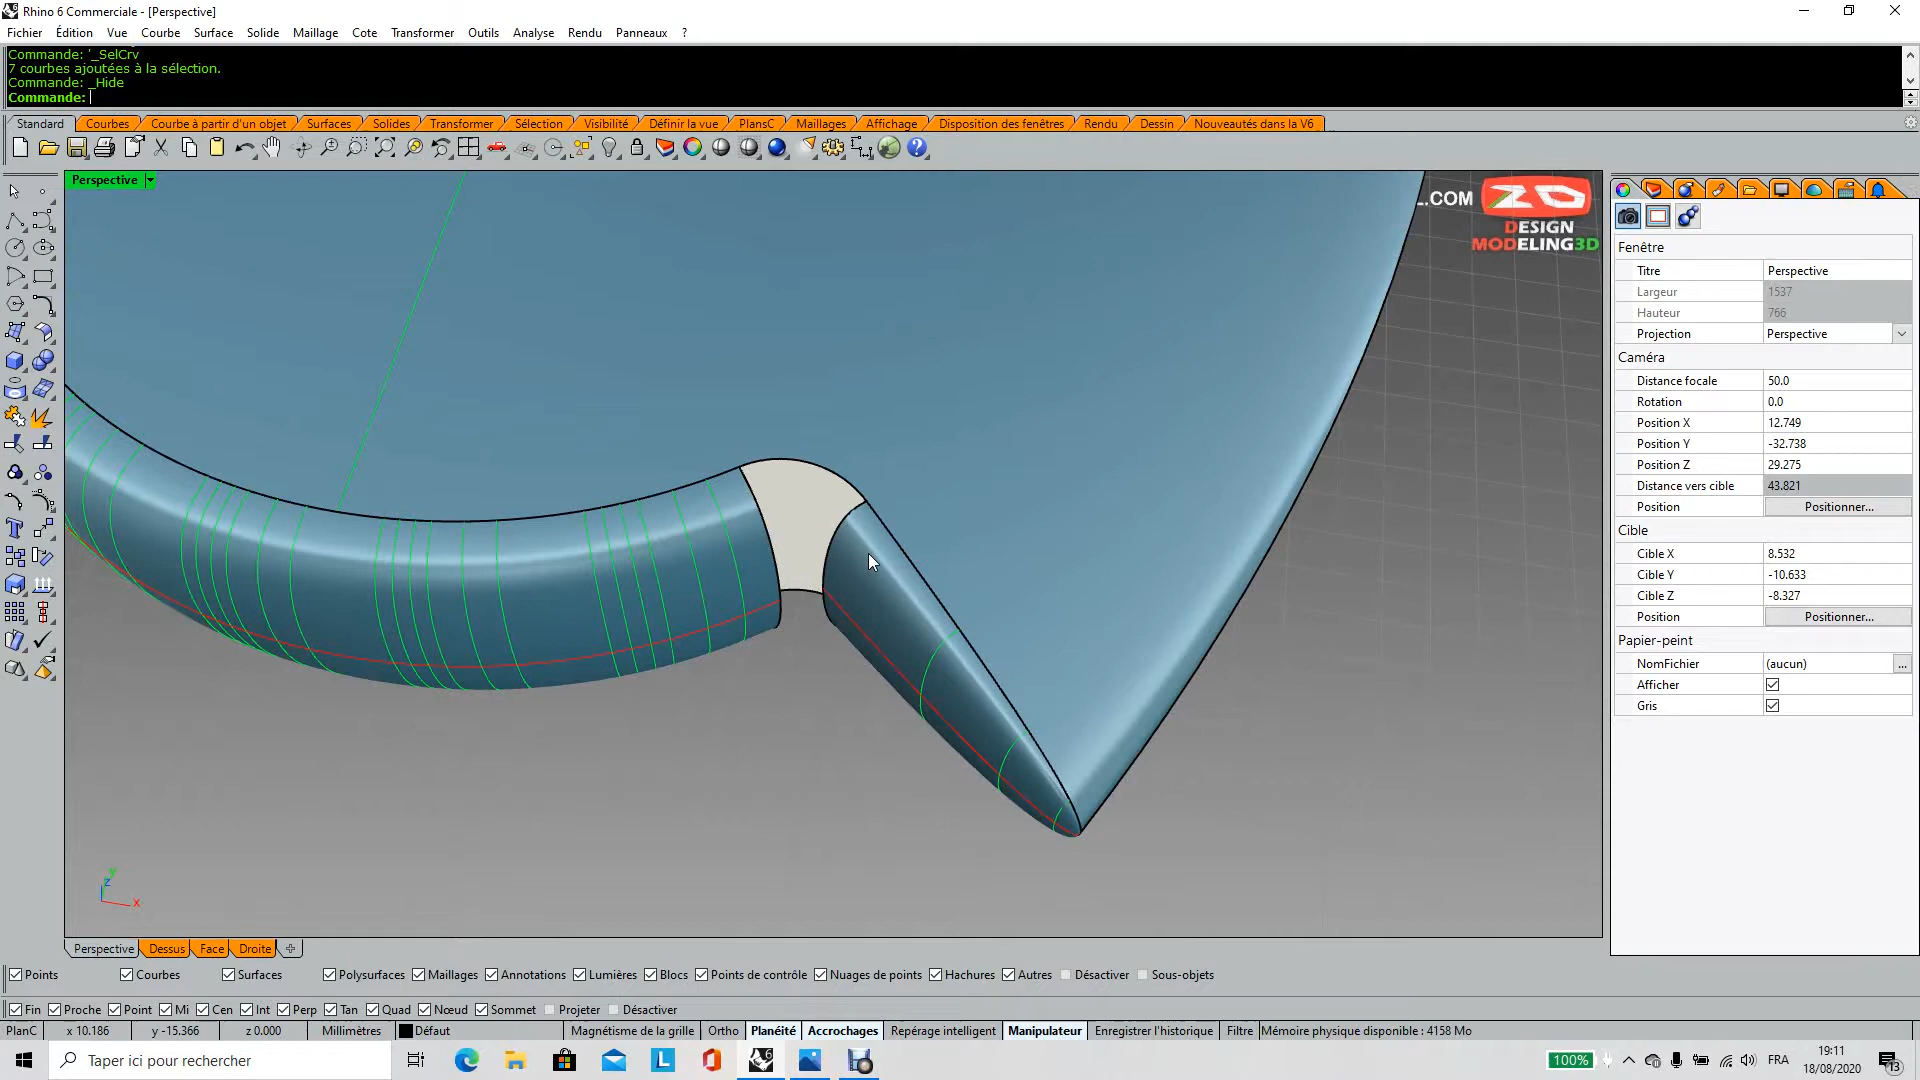 Rhino 6 Commerciale - [Perspective]
Fichier Édition Vue Courbe Surface Solide Maillage Cote Transformer Outils Analyse Rendu Panneaux ?
Commande: '_SelCrv
7 courbes ajoutées à la sélection.
Commande: _Hide
Commande:
Standard Courbes Courbe à partir d'un objet Surfaces Solides Transformer Sélection Visibilité Définir la vue PlansC Maillages Affichage Disposition des fenêtres Rendu Dessin Nouveautés dans la V6
Perspective
.COM
DESIGN
MODELING3D
Fenêtre
Titre Perspective
Largeur 1537
Hauteur 766
Projection Perspective
Caméra
Distance focale 50.0
Rotation 0.0
Position X 12.749
Position Y -32.738
Position Z 29.275
Distance vers cible 43.821
Position Positionner...
Cible
Cible X 8.532
Cible Y -10.633
Cible Z -8.327
Position Positionner...
Papier-peint
NomFichier (aucun) ...
Afficher
Gris
y
z
x
Perspective Dessus Face Droite
Points Courbes Surfaces Polysurfaces Maillages Annotations Lumières Blocs Points de contrôle Nuages de points Hachures Autres Désactiver Sous-objets
Fin Proche Point Mi Cen Int Perp Tan Quad Nœud Sommet Projeter Désactiver
PlanC x 10.186 y -15.366 z 0.000 Millimètres Défaut Magnétisme de la grille Ortho Planéité Accrochages Repérage intelligent Manipulateur Enregistrer l'historique Filtre Mémoire physique disponible : 4158 Mo
Taper ici pour rechercher
100% FRA 19:11
18/08/2020
13